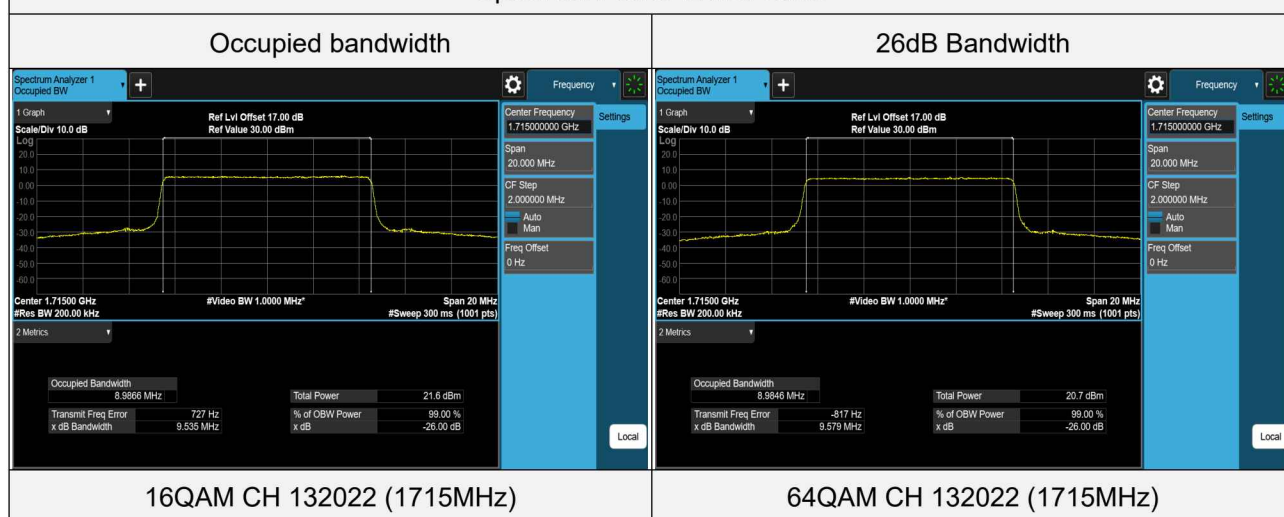 Occupied bandwidth
26dB Bandwidth
Spectrum Analyzer 1
Occupied BW
+
Frequency
1 Graph
Scale/Div 10.0 dB
Ref Lvl Offset 17.00 dB
Ref Value 30.00 dBm
Log
20.0
10.0
0.00
-10.0
-20.0
-30.0
-40.0
-50.0
-60.0
Center 1.71500 GHz
#Res BW 200.00 kHz
#Video BW 1.0000 MHz*
Span 20 MHz
#Sweep 300 ms (1001 pts)
2 Metrics
Occupied Bandwidth
8.9866 MHz
Total Power 21.6 dBm
Transmit Freq Error 727 Hz
% of OBW Power 99.00 %
x dB Bandwidth 9.535 MHz
x dB -26.00 dB
Center Frequency
1.715000000 GHz
Settings
Span
20.000 MHz
CF Step
2.000000 MHz
Auto
Man
Freq Offset
0 Hz
Local
Spectrum Analyzer 1
Occupied BW
+
Frequency
1 Graph
Scale/Div 10.0 dB
Ref Lvl Offset 17.00 dB
Ref Value 30.00 dBm
Log
20.0
10.0
0.00
-10.0
-20.0
-30.0
-40.0
-50.0
-60.0
Center 1.71500 GHz
#Res BW 200.00 kHz
#Video BW 1.0000 MHz*
Span 20 MHz
#Sweep 300 ms (1001 pts)
2 Metrics
Occupied Bandwidth
8.9846 MHz
Total Power 20.7 dBm
Transmit Freq Error -817 Hz
% of OBW Power 99.00 %
x dB Bandwidth 9.579 MHz
x dB -26.00 dB
Center Frequency
1.715000000 GHz
Settings
Span
20.000 MHz
CF Step
2.000000 MHz
Auto
Man
Freq Offset
0 Hz
Local
16QAM CH 132022 (1715MHz)
64QAM CH 132022 (1715MHz)